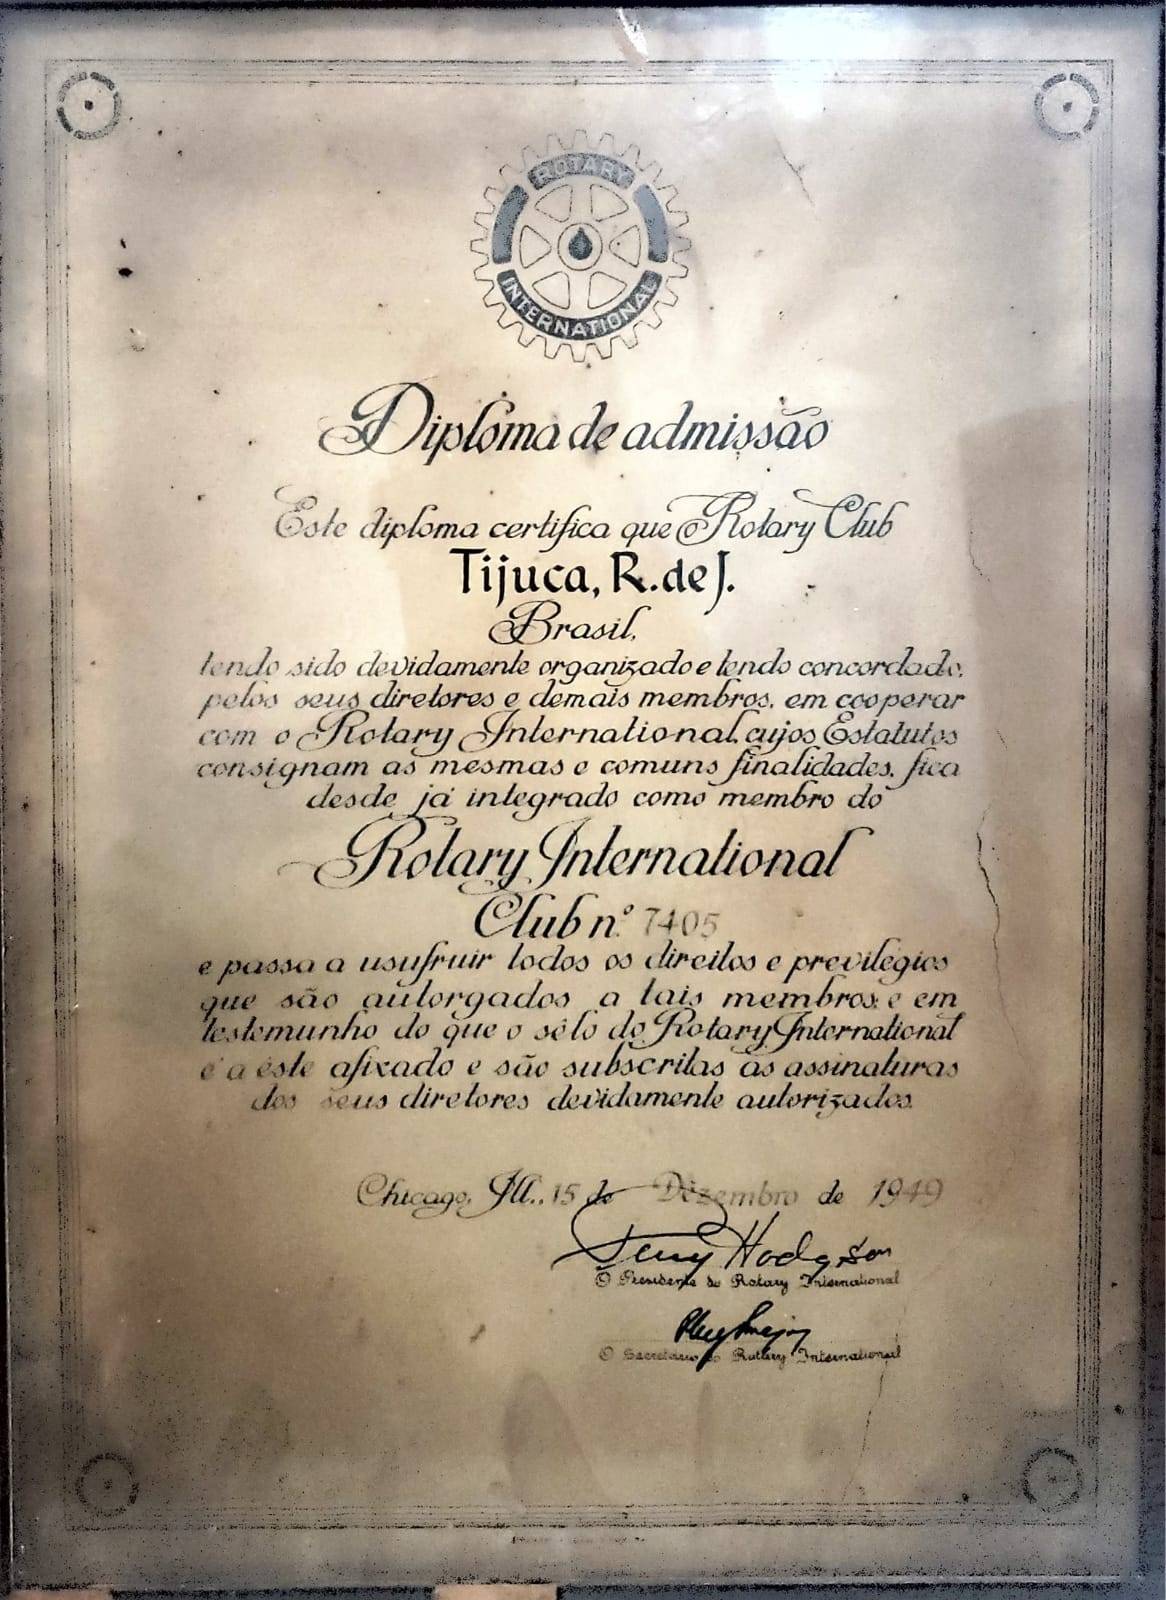 ROTARY
INTERNATIONAL
Diploma de admissão
Este diploma certifica que o Rotary Club
Tijuca, R. de J.
Brasil,
tendo sido devidamente organizado e tendo concordado,
pelos seus diretores e demais membros, em cooperar
com o Rotary International, cujos Estatutos
consignam as mesmas e comuns finalidades, fica
desde já integrado como membro do
Rotary International
Club n.º 7405
e passa a usufruir todos os direitos e previlegios
que são autorgados a tais membros: e em
testemunho do que o sêlo do Rotary International
é a êste afixado e são subscritas as assinaturas
dos seus diretores devidamente autorizados.
Chicago, Ill., 15 de Dezembro de 1949
Hodgson
O Presidente do Rotary International
O Secretário do Rotary International